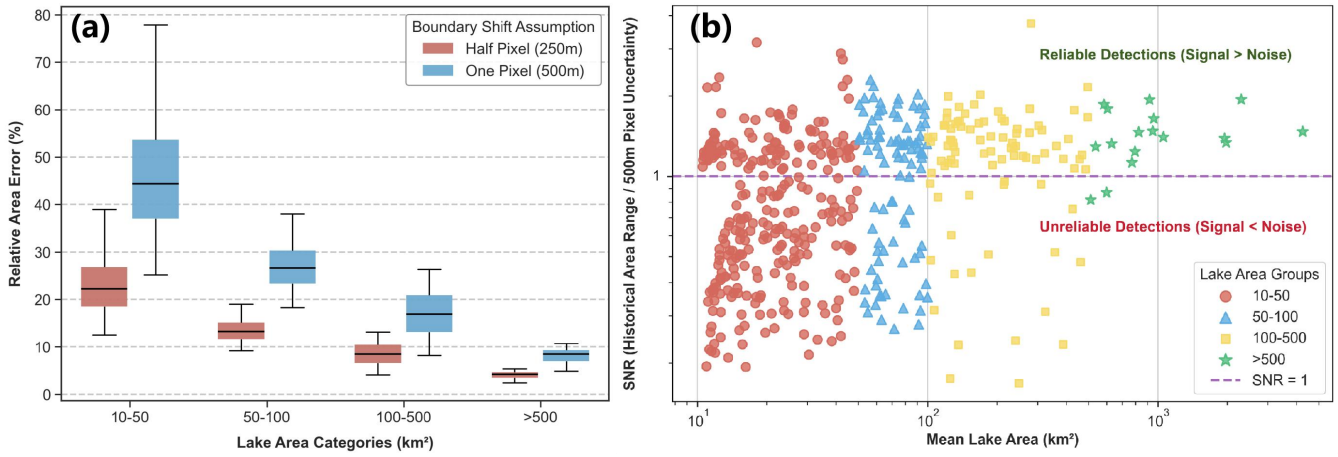 (a)
Boundary Shift Assumption
Half Pixel (250m)
One Pixel (500m)
Relative Area Error (%)
80
70
60
50
40
30
20
10
0
10-50
50-100
100-500
>500
Lake Area Categories (km²)
(b)
SNR (Historical Area Range / 500m Pixel Uncertainty)
1
Reliable Detections (Signal > Noise)
Unreliable Detections (Signal < Noise)
Lake Area Groups
10-50
50-100
100-500
>500
SNR = 1
10¹
10²
10³
Mean Lake Area (km²)